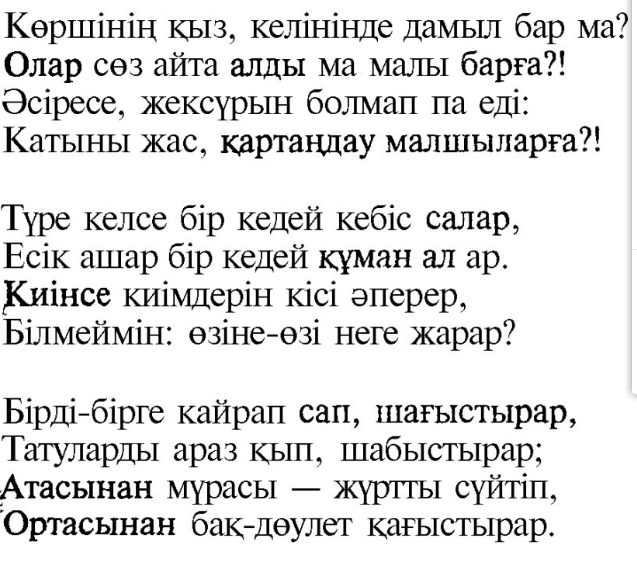 Көршінің қыз, келінінде дамыл бар ма?
Олар сөз айта алды ма малы барға?!
Әсіресе, жексұрын болмап па еді:
Катыны жас, қартаңдау малшыларға?!
Түре келсе бір кедей кебіс салар,
Есік ашар бір кедей құман ал ар.
Киінсе киімдерін кісі әперер,
Білмеймін: өзіне-өзі неге жарар?
Бірді-бірге кайрап сап, шағыстырар,
Татуларды араз қып, шабыстырар;
Атасынан мұрасы — жұртты сүйтіп,
Ортасынан бақ-дәулет қағыстырар.